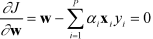 ∂J/∂𝐰 = 𝐰 − ∑_{i=1}^{P} α_i 𝐱_i y_i = 0